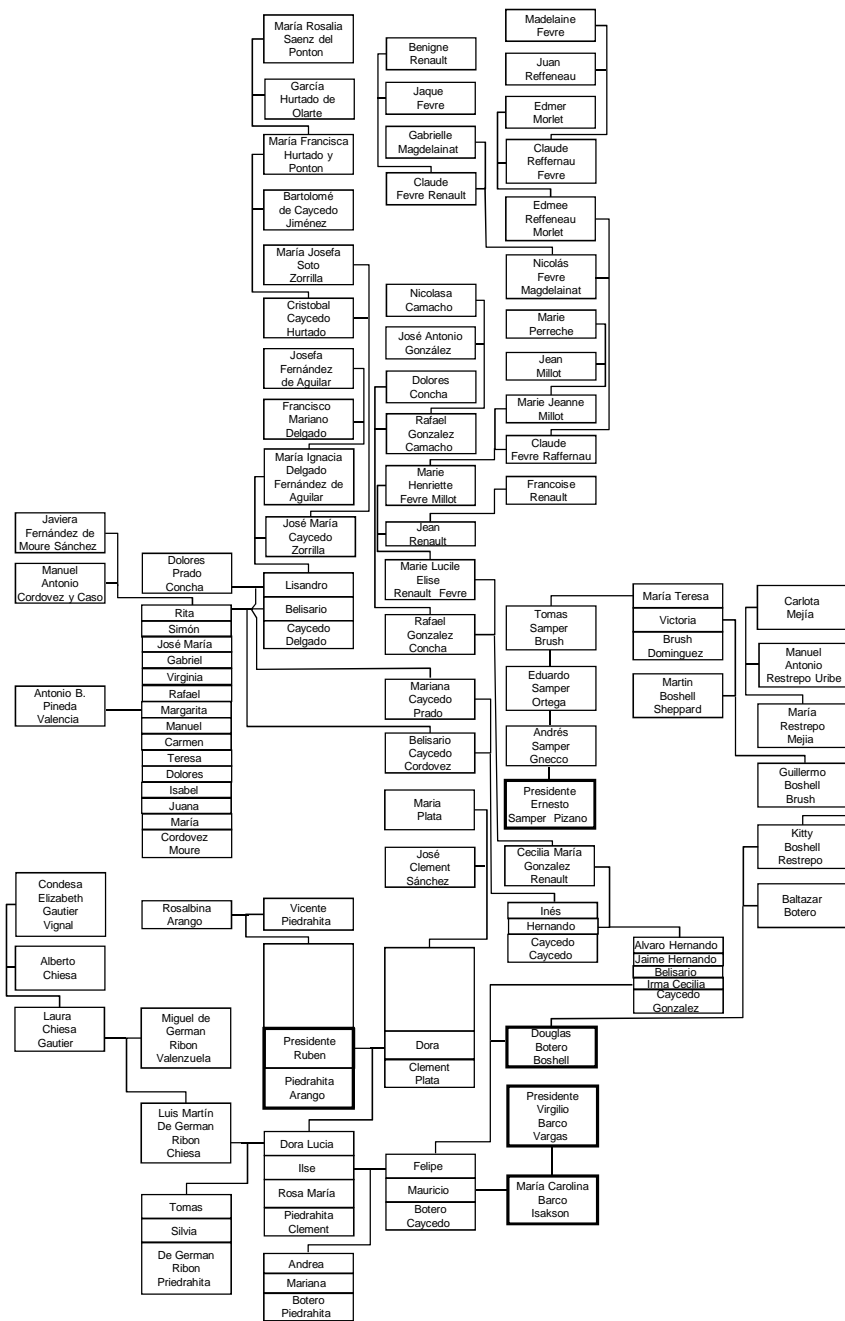 María Rosalia
Saenz del
Ponton
García
Hurtado de
Olarte
María Francisca
Hurtado y
Ponton
Bartolomé
de Caycedo
Jiménez
María Josefa
Soto
Zorrilla
Cristobal
Caycedo
Hurtado
Josefa
Fernández
de Aguilar
Francisco
Mariano
Delgado
María Ignacia
Delgado
Fernández de
Aguilar
José María
Caycedo
Zorrilla
Lisandro
Belisario
Caycedo
Delgado
Benigne
Renault
Jaque
Fevre
Gabrielle
Magdelainat
Claude
Fevre Renault
Madelaine
Fevre
Juan
Reffeneau
Edmer
Morlet
Claude
Reffernau
Fevre
Edmee
Reffeneau
Morlet
Nicolás
Fevre
Magdelainat
Marie
Perreche
Jean
Millot
Marie Jeanne
Millot
Claude
Fevre Raffernau
Francoise
Renault
Nicolasa
Camacho
José Antonio
González
Dolores
Concha
Rafael
Gonzalez
Camacho
Marie
Henriette
Fevre Millot
Jean
Renault
Marie Lucile
Elise
Renault Fevre
Rafael
Gonzalez
Concha
Mariana
Caycedo
Prado
Belisario
Caycedo
Cordovez
Javiera
Fernández de
Moure Sánchez
Manuel
Antonio
Cordovez y Caso
Antonio B.
Pineda
Valencia
Dolores
Prado
Concha
Rita
Simón
José María
Gabriel
Virginia
Rafael
Margarita
Manuel
Carmen
Teresa
Dolores
Isabel
Juana
María
Cordovez
Moure
Tomas
Samper
Brush
Eduardo
Samper
Ortega
Andrés
Samper
Gnecco
Presidente
Ernesto
Samper Pizano
María Teresa
Victoria
Brush
Dominguez
Martin
Boshell
Sheppard
Carlota
Mejía
Manuel
Antonio
Restrepo Uribe
María
Restrepo
Mejia
Guillermo
Boshell
Brush
Kitty
Boshell
Restrepo
Baltazar
Botero
Maria
Plata
José
Clement
Sánchez
Cecilia María
Gonzalez
Renault
Inés
Hernando
Caycedo
Caycedo
Alvaro Hernando
Jaime Hernando
Belisario
Irma Cecilia
Caycedo
Gonzalez
Condesa
Elizabeth
Gautier
Vignal
Alberto
Chiesa
Laura
Chiesa
Gautier
Rosalbina
Arango
Vicente
Piedrahita
Miguel de
German
Ribon
Valenzuela
Presidente
Ruben
Piedrahita
Arango
Dora
Clement
Plata
Douglas
Botero
Boshell
Presidente
Virgilio
Barco
Vargas
María Carolina
Barco
Isakson
Luis Martín
De German
Ribon
Chiesa
Dora Lucia
Ilse
Rosa María
Piedrahita
Clement
Felipe
Mauricio
Botero
Caycedo
Tomas
Silvia
De German
Ribon
Priedrahita
Andrea
Mariana
Botero
Piedrahita